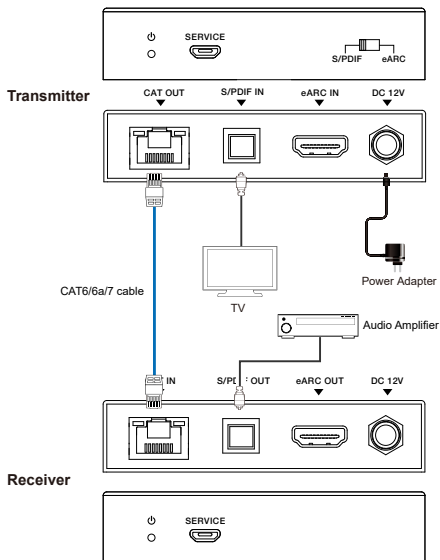 SERVICE
S/PDIF eARC
Transmitter
CAT OUT S/PDIF IN eARC IN DC 12V
CAT6/6a/7 cable
TV
Power Adapter
Audio Amplifier
IN S/PD OUT eARC OUT DC 12V
Receiver
SERVICE